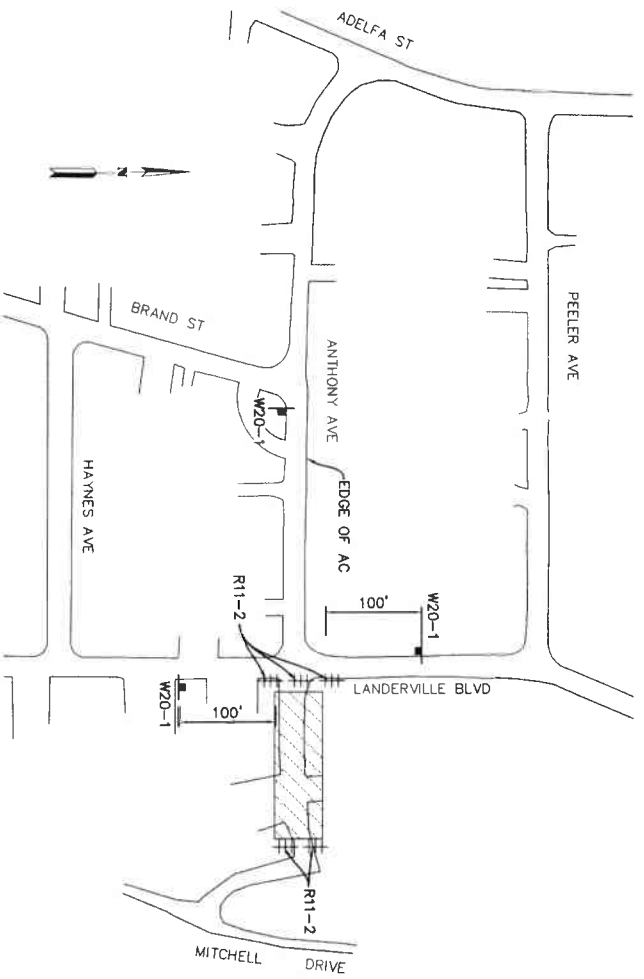 ADELFA ST
PEELER AVE
N
BRAND ST
ANTHONY AVE
W20-1
EDGE OF AC
HAYNES AVE
R11-2
100'
W20-1
LANDERVILLE BLVD
W20-1
100'
R11-2
MITCHELL DRIVE